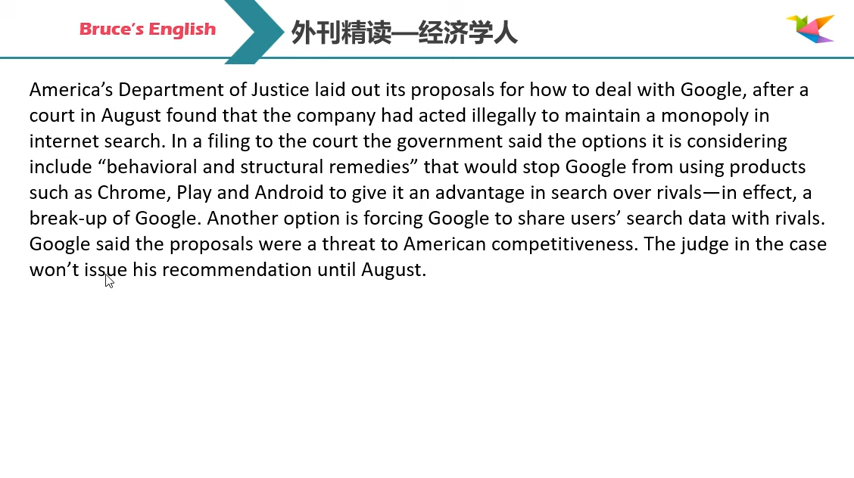 Bruce's English
外刊精读—经济学人
America's Department of Justice laid out its proposals for how to deal with Google, after a
court in August found that the company had acted illegally to maintain a monopoly in
internet search. In a filing to the court the government said the options it is considering
include “behavioral and structural remedies” that would stop Google from using products
such as Chrome, Play and Android to give it an advantage in search over rivals—in effect, a
break-up of Google. Another option is forcing Google to share users’ search data with rivals.
Google said the proposals were a threat to American competitiveness. The judge in the case
won’t issue his recommendation until August.